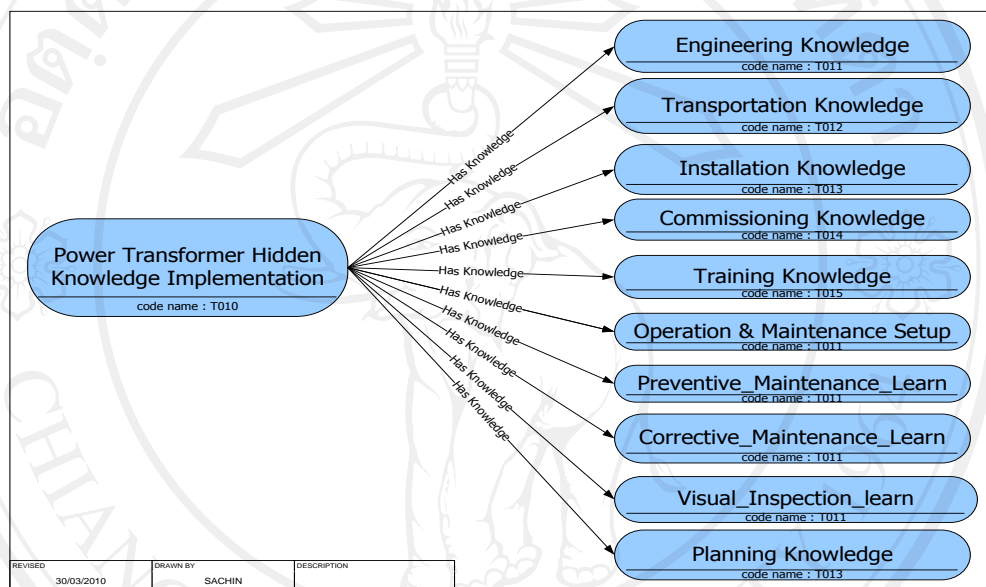 Engineering Knowledge
code name : T011
Transportation Knowledge
code name : T012
Installation Knowledge
code name : T013
Commissioning Knowledge
code name : T014
Training Knowledge
code name : T015
Operation & Maintenance Setup
code name : T011
Preventive_Maintenance_Learn
code name : T011
Corrective_Maintenance_Learn
code name : T011
Visual_Inspection_learn
code name : T011
Planning Knowledge
code name : T013
Has Knowledge
Has Knowledge
Has Knowledge
Has Knowledge
Has Knowledge
Has Knowledge
Has Knowledge
Has Knowledge
Has Knowledge
Has Knowledge
Power Transformer Hidden
Knowledge Implementation
code name : T010
REVISED
30/03/2010
DRAWN BY
SACHIN
DESCRIPTION